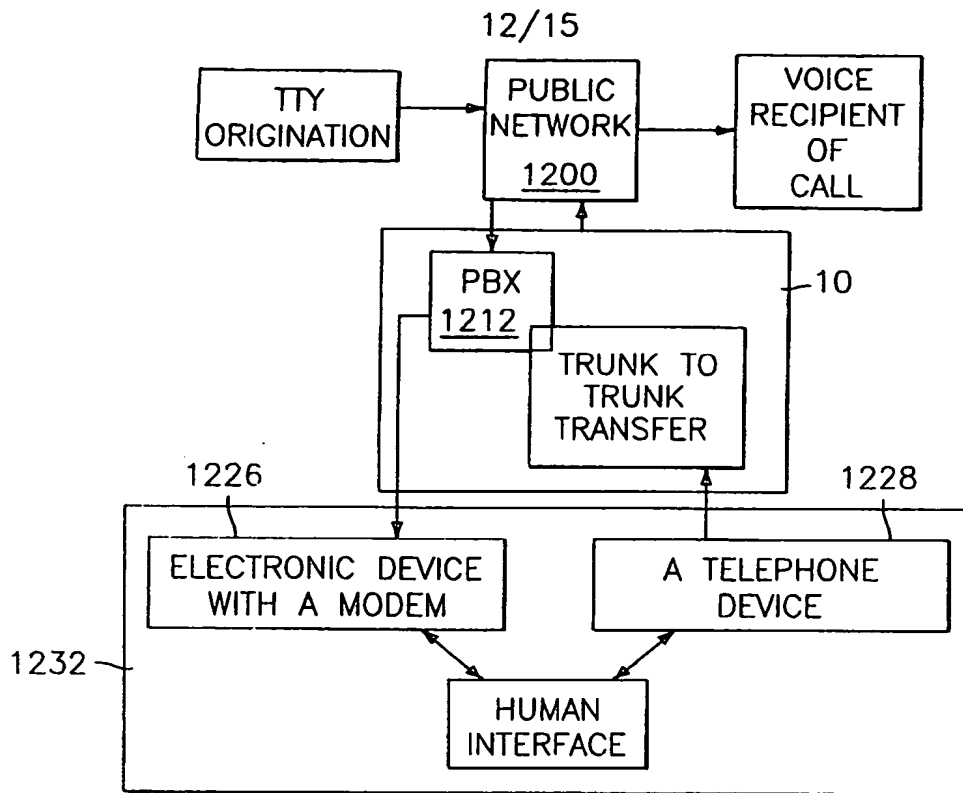 12/15
TTY
ORIGINATION
PUBLIC
NETWORK
1200
VOICE
RECIPIENT
OF
CALL
PBX
1212
10
TRUNK TO
TRUNK
TRANSFER
1226
1228
ELECTRONIC DEVICE
WITH A MODEM
A TELEPHONE
DEVICE
1232
HUMAN
INTERFACE